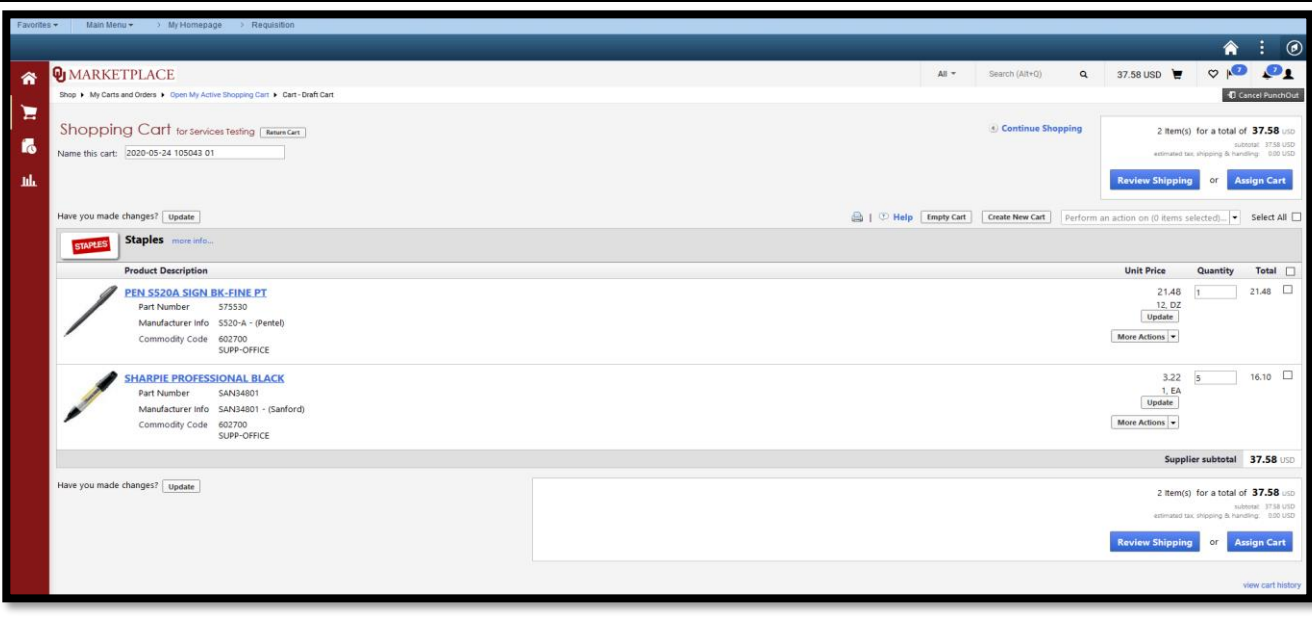 Favorites Main Menu > My Homepage > Requisition
MARKETPLACE
All Search (Alt+Q) 37.58 USD 7 7
Shop My Carts and Orders Open My Active Shopping Cart Cart - Draft Cart
Cancel PunchOut
Shopping Cart for Services Testing Return Cart
Continue Shopping
Name this cart: 2020-05-24 105043 01
2 Item(s) for a total of 37.58 USD
subtotal: 37.58 USD
estimated tax, shipping & handling: 0.00 USD
Review Shipping or Assign Cart
Have you made changes? Update
| ? Help Empty Cart Create New Cart Perform an action on (0 items selected)... Select All
STAPLES Staples more info...
Product Description Unit Price Quantity Total
PEN S520A SIGN BK-FINE PT 21.48 1 21.48
Part Number 575530 12, DZ
Manufacturer Info S520-A - (Pentel) Update
Commodity Code 602700 More Actions
SUPP-OFFICE
SHARPIE PROFESSIONAL BLACK 3.22 5 16.10
Part Number SAN34801 1, EA
Manufacturer Info SAN34801 - (Sanford) Update
Commodity Code 602700 More Actions
SUPP-OFFICE
Supplier subtotal 37.58 USD
Have you made changes? Update
2 Item(s) for a total of 37.58 USD
subtotal: 37.58 USD
estimated tax, shipping & handling: 0.00 USD
Review Shipping or Assign Cart
view cart history